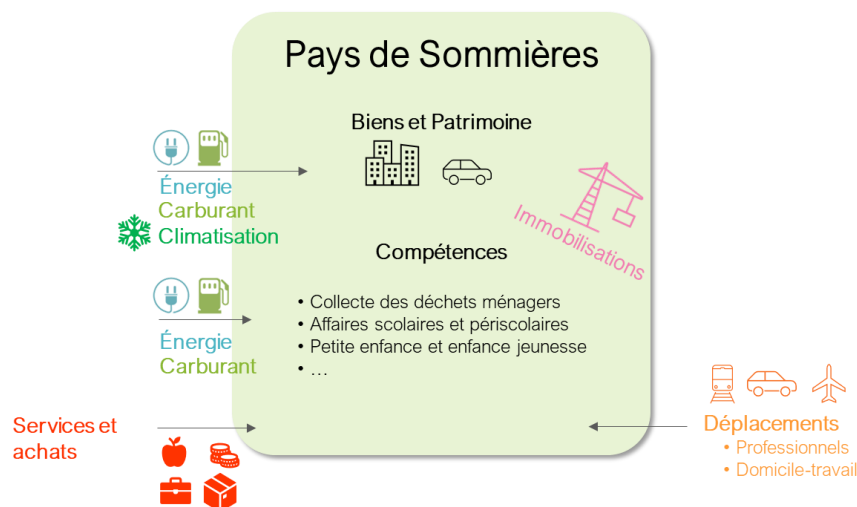 Pays de Sommières
Biens et Patrimoine
Énergie
Carburant
Climatisation
Immobilisations
Compétences
• Collecte des déchets ménagers
• Affaires scolaires et périscolaires
• Petite enfance et enfance jeunesse
• ...
Énergie
Carburant
Services et
achats
Déplacements
• Professionnels
• Domicile-travail